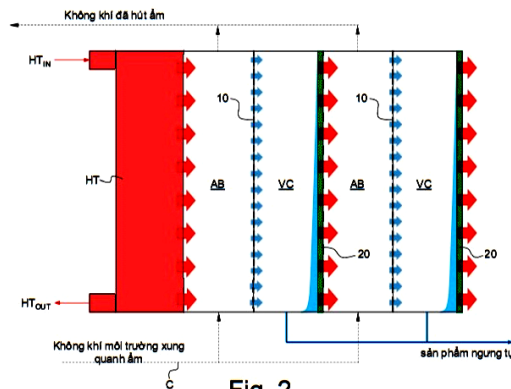 Không khí đã hút ẩm
HT_IN
10
10
HT
AB
VC
AB
VC
20
20
HT_OUT
Không khí môi trường xung
quanh ẩm
sản phẩm ngưng tụ
C
Fig. 2